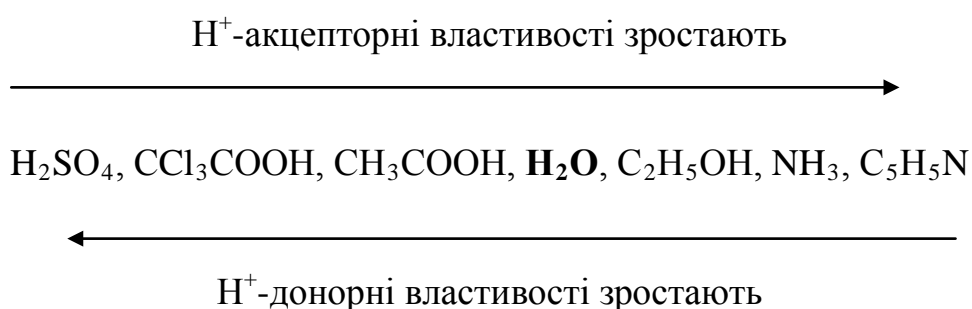 H⁺-акцепторні властивості зростають
H₂SO₄, CCl₃COOH, CH₃COOH, H₂O, C₂H₅OH, NH₃, C₅H₅N
H⁺-донорні властивості зростають